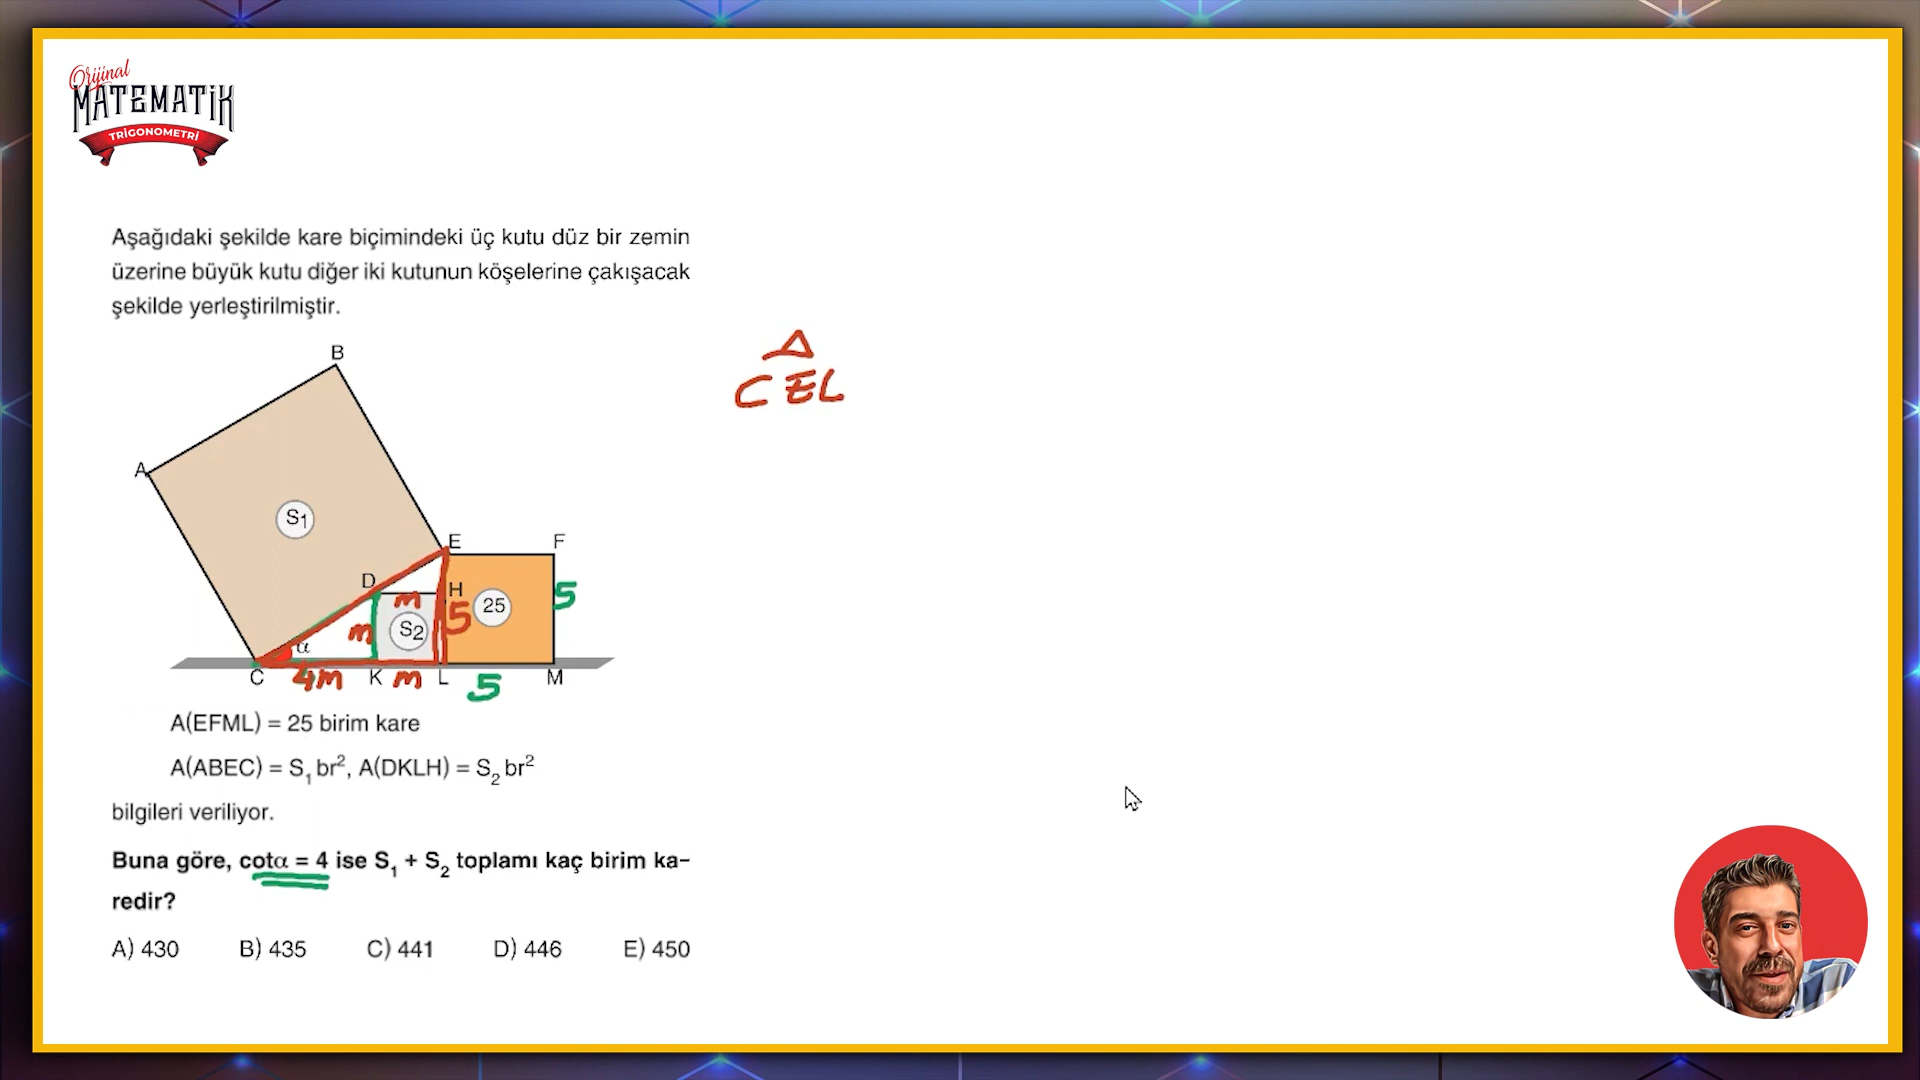 Orijinal
MATEMATİK
TRİGONOMETRİ
Aşağıdaki şekilde kare biçimindeki üç kutu düz bir zemin
üzerine büyük kutu diğer iki kutunun köşelerine çakışacak
şekilde yerleştirilmiştir.
B
Δ
CEL
A
S₁
E F
D H
m 5 25 5
m S₂
α
C 4m K m L 5 M
A(EFML) = 25 birim kare
A(ABEC) = S₁ br², A(DKLH) = S₂ br²
bilgileri veriliyor.
Buna göre, cotα = 4 ise S₁ + S₂ toplamı kaç birim ka-
redir?
A) 430 B) 435 C) 441 D) 446 E) 450